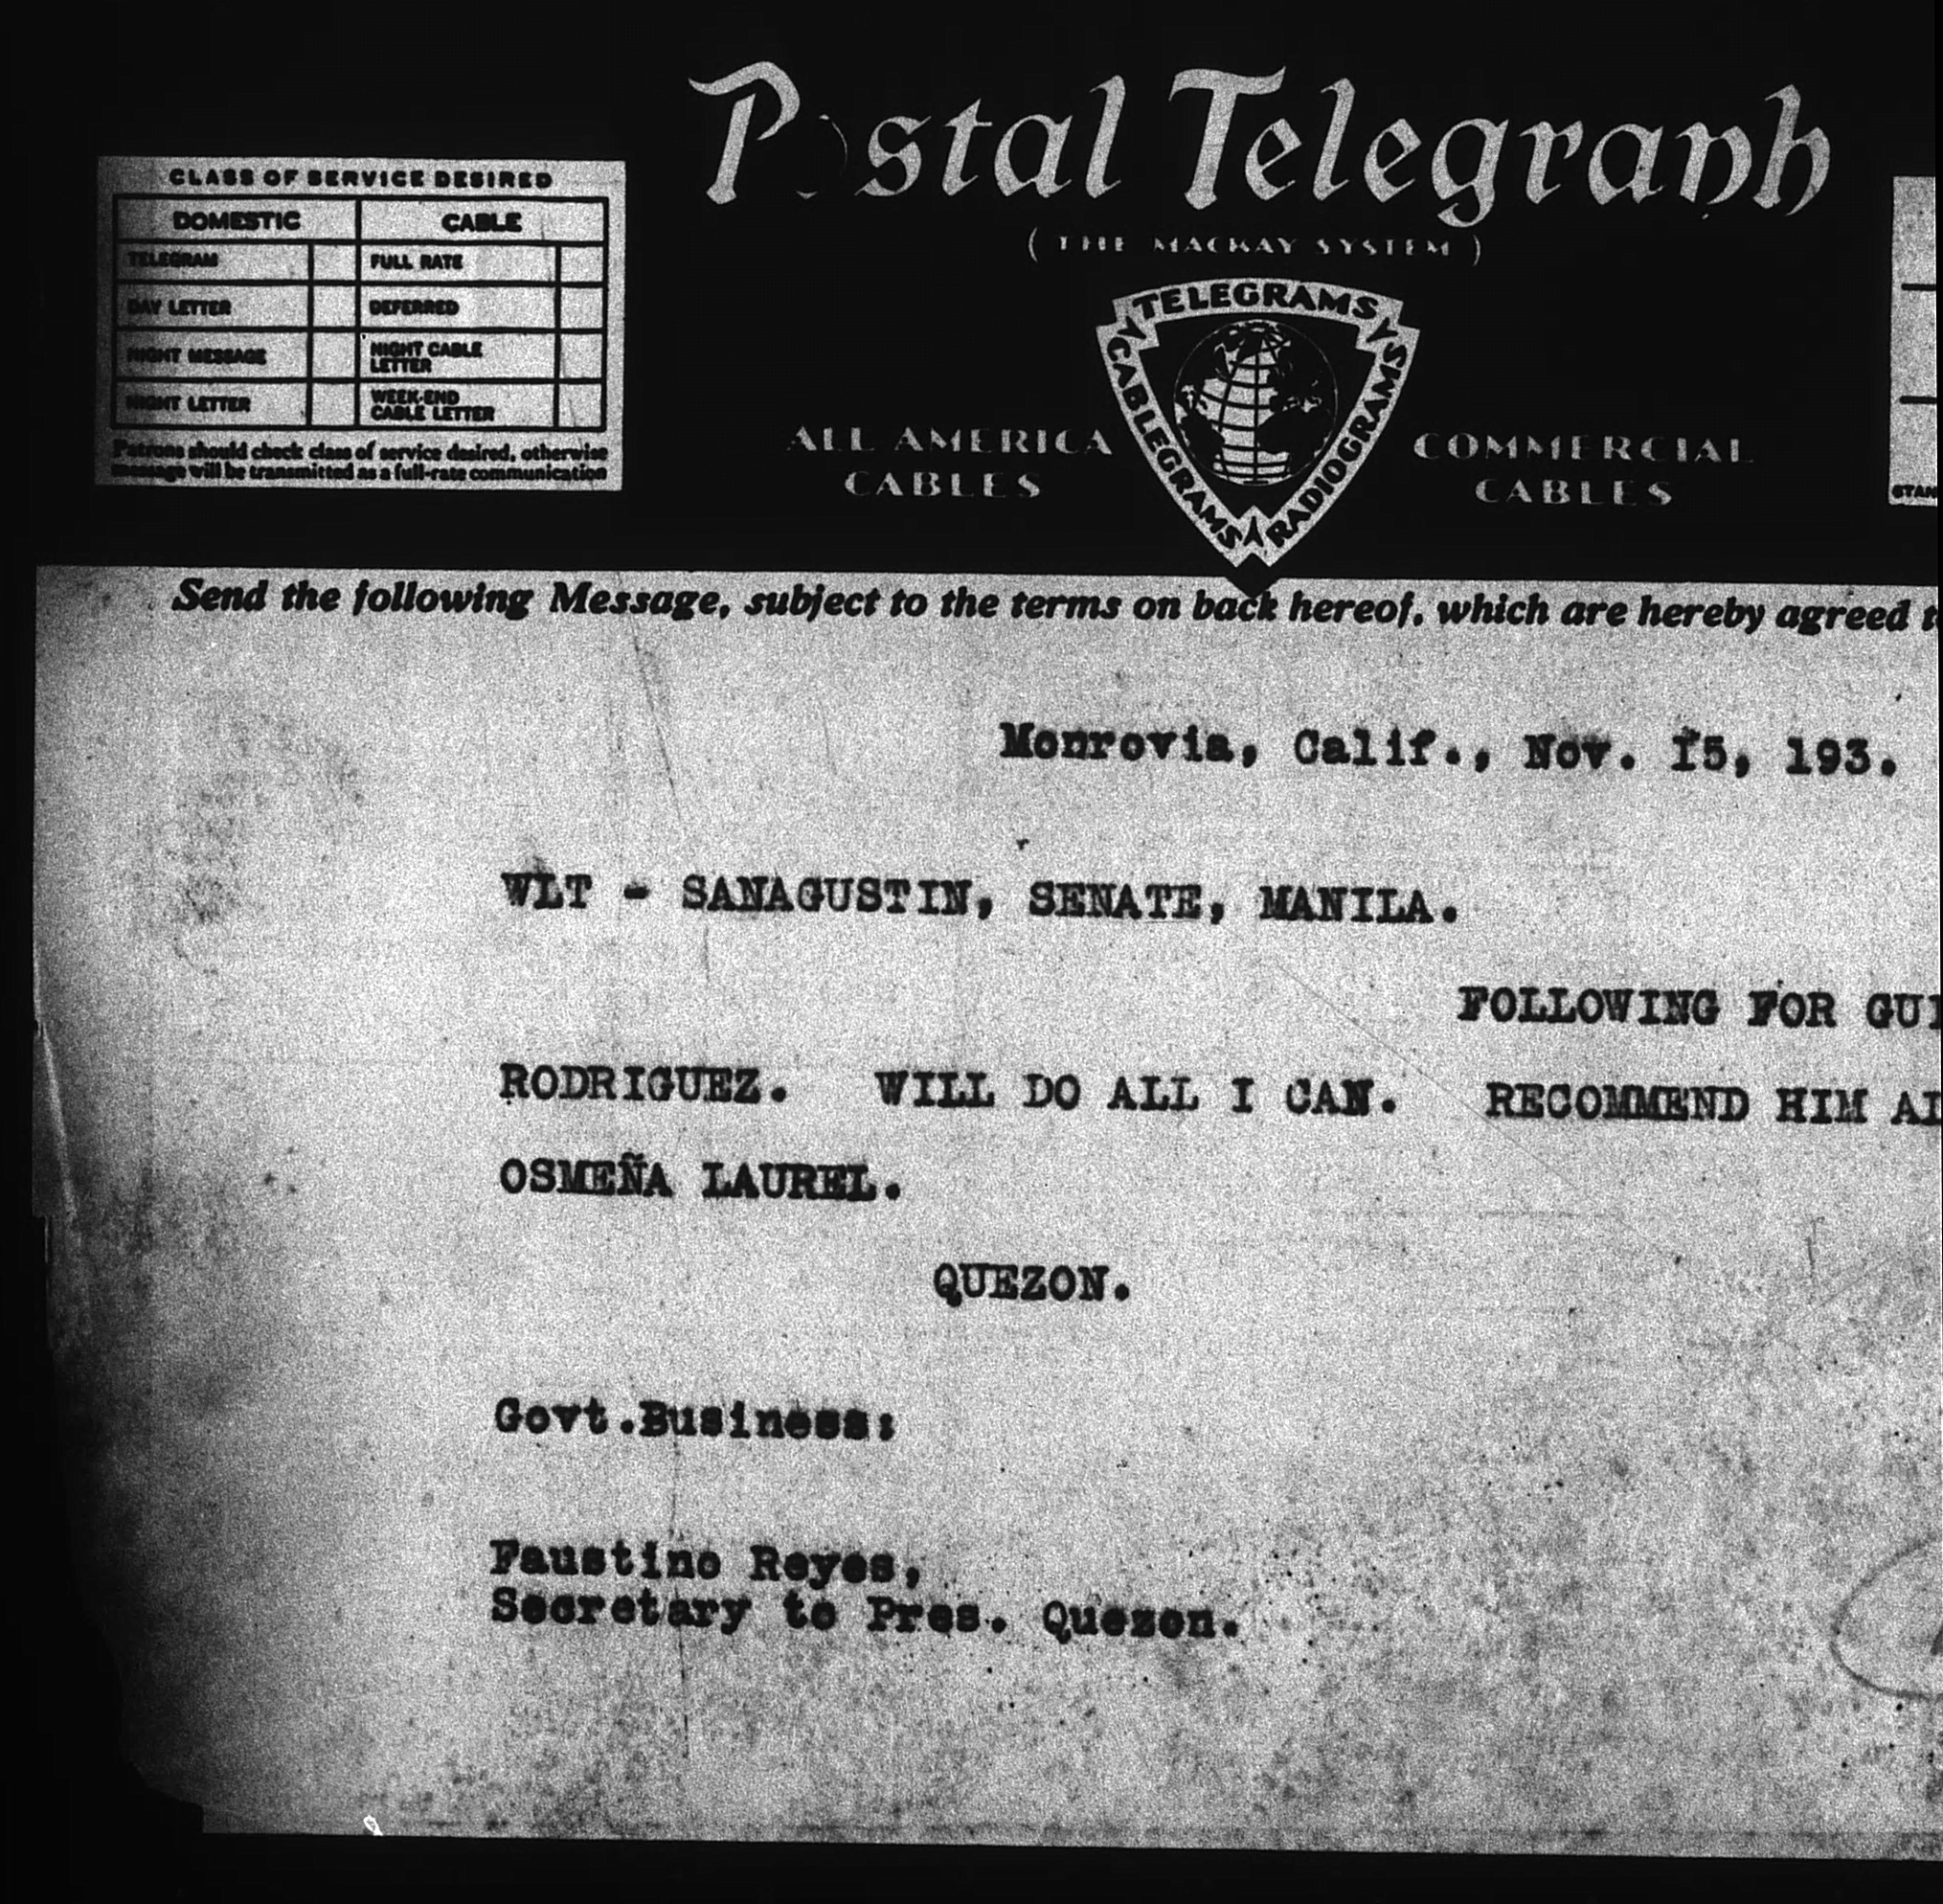 Postal Telegraph
(THE MACKAY SYSTEM)
CLASS OF SERVICE DESIRED
DOMESTIC CABLE
TELEGRAM FULL RATE
DAY LETTER DEFERRED
NIGHT MESSAGE NIGHT CABLE LETTER
NIGHT LETTER WEEK-END CABLE LETTER
Patrons should check class of service desired, otherwise
message will be transmitted as a full-rate communication
ALL AMERICA
CABLES
TELEGRAMS
CABLEGRAMS
RADIOGRAMS
COMMERCIAL
CABLES
Send the following Message, subject to the terms on back hereof, which are hereby agreed
Monrovia, Calif., Nov. 15, 193.
WLT - SANAGUSTIN, SENATE, MANILA.
FOLLOWING FOR
RODRIGUEZ. WILL DO ALL I CAN. RECOMMEND HIM
OSMEÑA LAUREL.
QUEZON.
Govt.Business:
Faustino Reyes,
Secretary to Pres. Quezon.